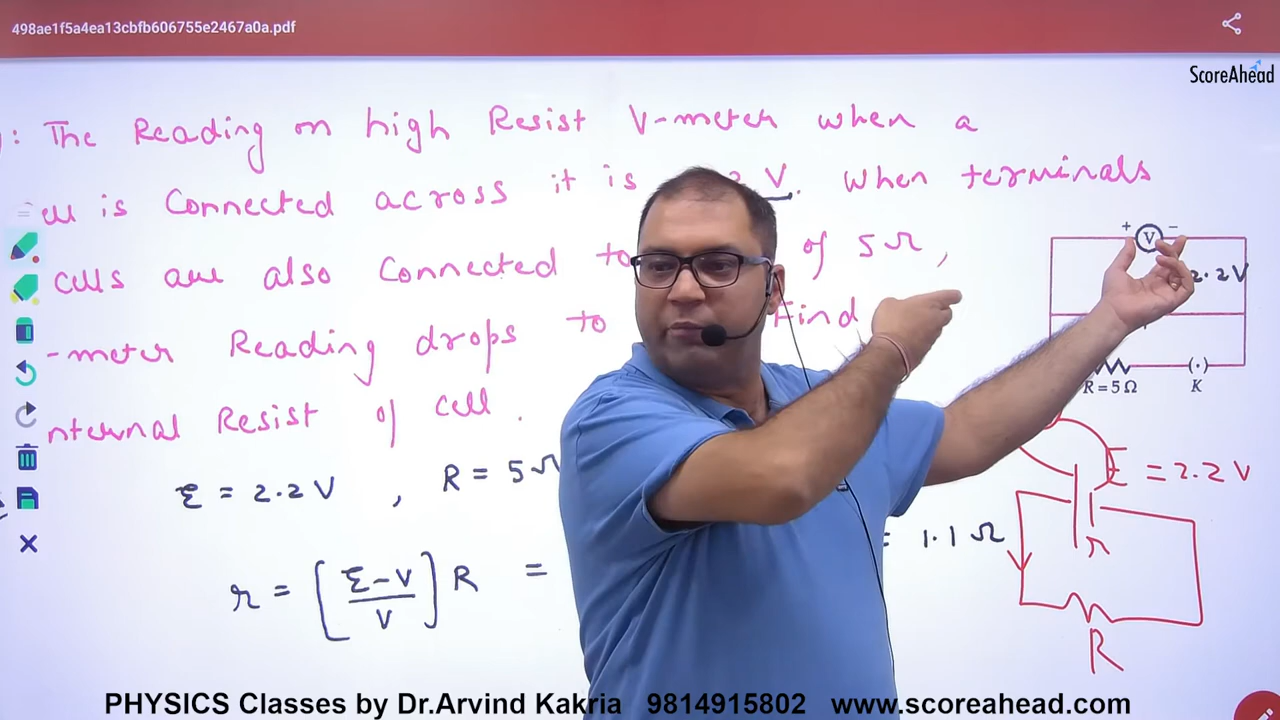 498ae1f5a4ea13cbfb606755e2467a0a.pdf
ScoreAhead
: The Reading on high Resist V-meter when a
is Connected across it is V. When terminals
cells are also Connected to of 5Ω,
-meter Reading drops to Find
nternal Resist of cell.
ε = 2.2 V , R = 5Ω
r = [ε-V/V] R =
= 1.1 Ω
+ V −
2.2V
R=5Ω
(·)
K
E = 2.2 V
r
R
PHYSICS Classes by Dr.Arvind Kakria 9814915802 www.scoreahead.com